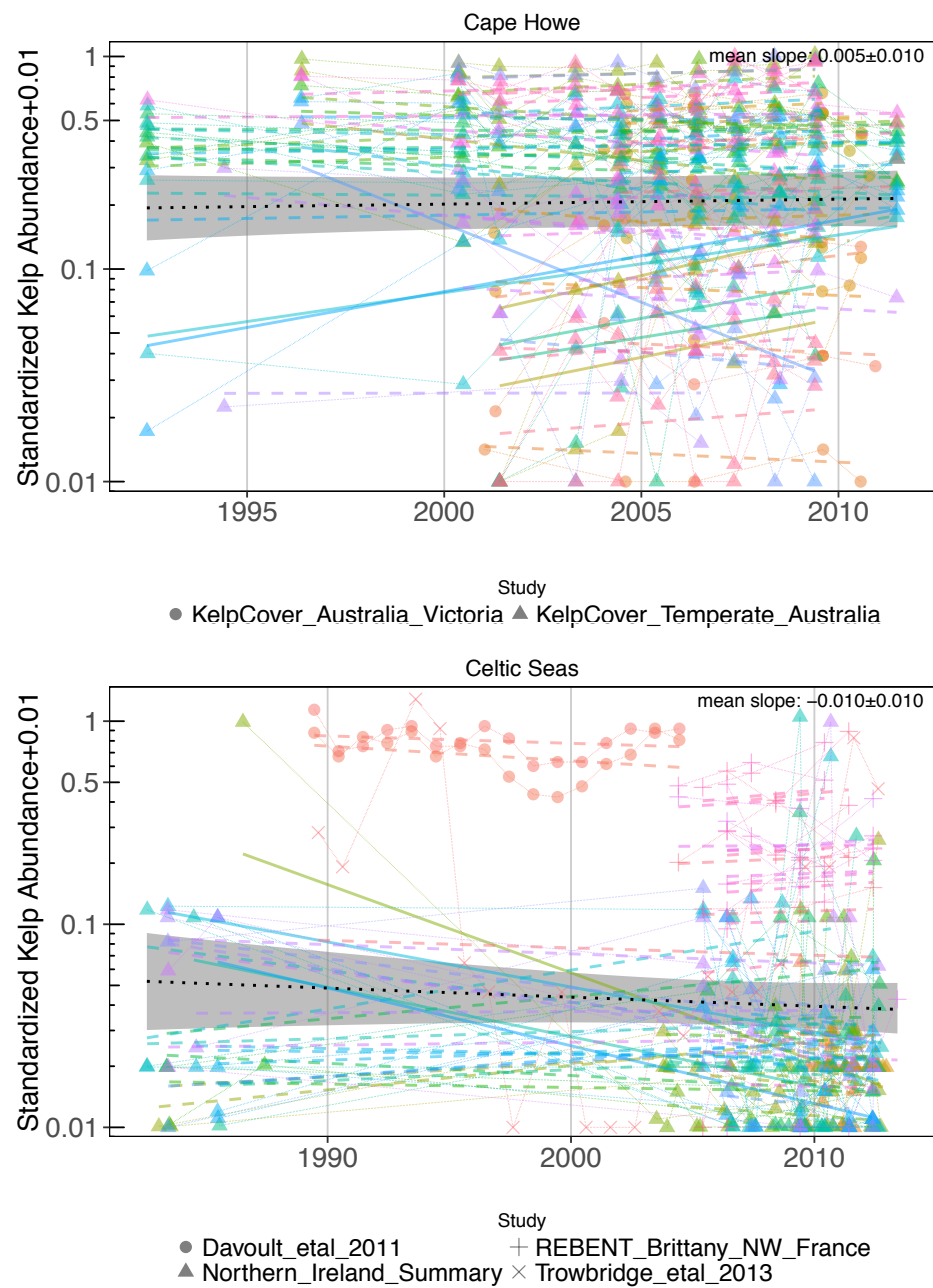 Cape Howe
mean slope: 0.005±0.010
Standardized Kelp Abundance+0.01
1
0.5
0.1
0.01
1995 2000 2005 2010
Study
KelpCover_Australia_Victoria KelpCover_Temperate_Australia
Celtic Seas
mean slope: −0.010±0.010
Standardized Kelp Abundance+0.01
1
0.5
0.1
0.01
1990 2000 2010
Study
Davoult_etal_2011 REBENT_Brittany_NW_France
Northern_Ireland_Summary Trowbridge_etal_2013